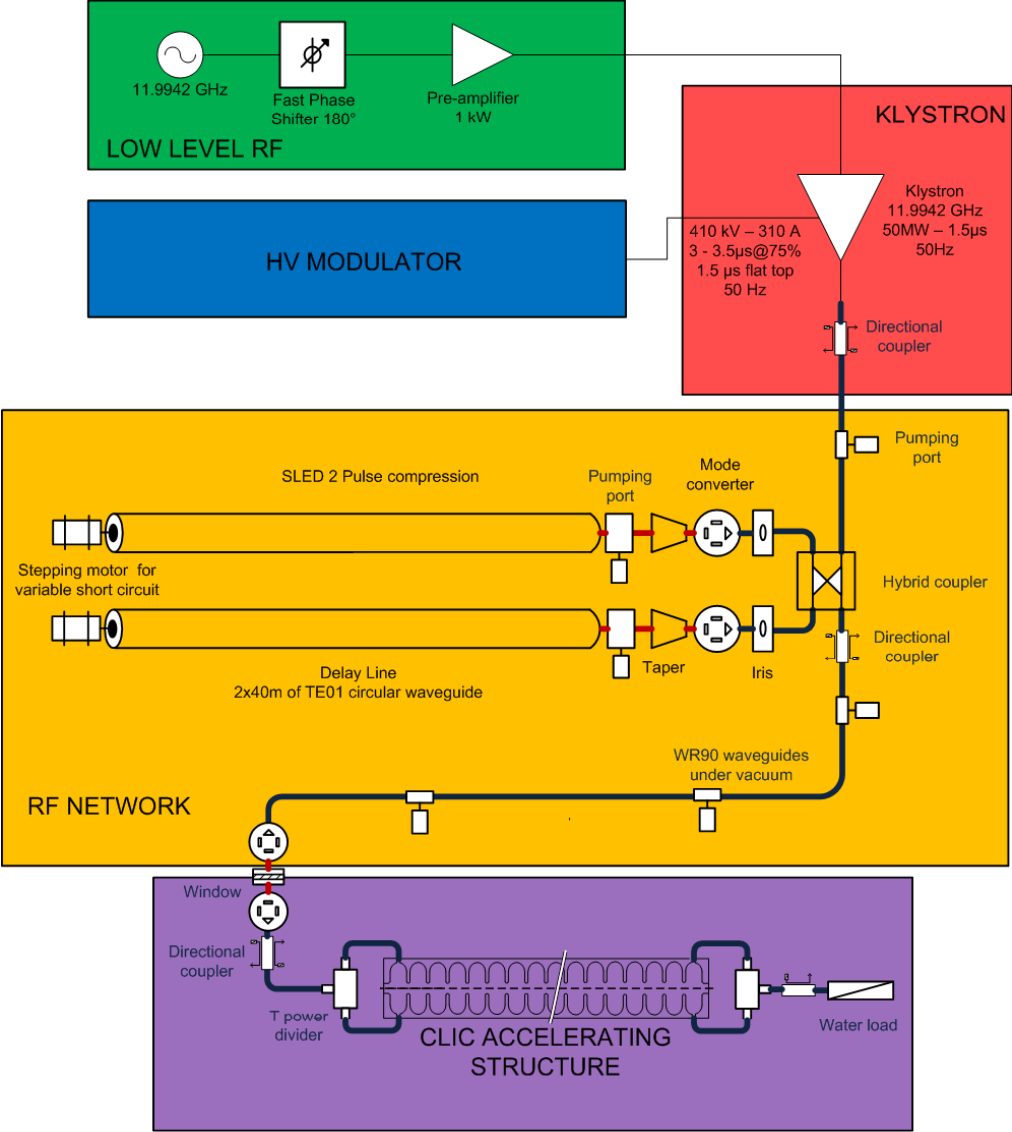 11.9942 GHz
Fast Phase
Shifter 180°
Pre-amplifier
1 kW
LOW LEVEL RF
KLYSTRON
Klystron
11.9942 GHz
50MW – 1.5µs
50Hz
410 kV – 310 A
3 - 3.5µs@75%
1.5 µs flat top
50 Hz
HV MODULATOR
Directional
coupler
Pumping
port
SLED 2 Pulse compression
Pumping
port
Mode
converter
Stepping motor for
variable short circuit
Hybrid coupler
Directional
coupler
Taper
Iris
Delay Line
2x40m of TE01 circular waveguide
WR90 waveguides
under vacuum
RF NETWORK
Window
Directional
coupler
T power
divider
CLIC ACCELERATING
STRUCTURE
Water load